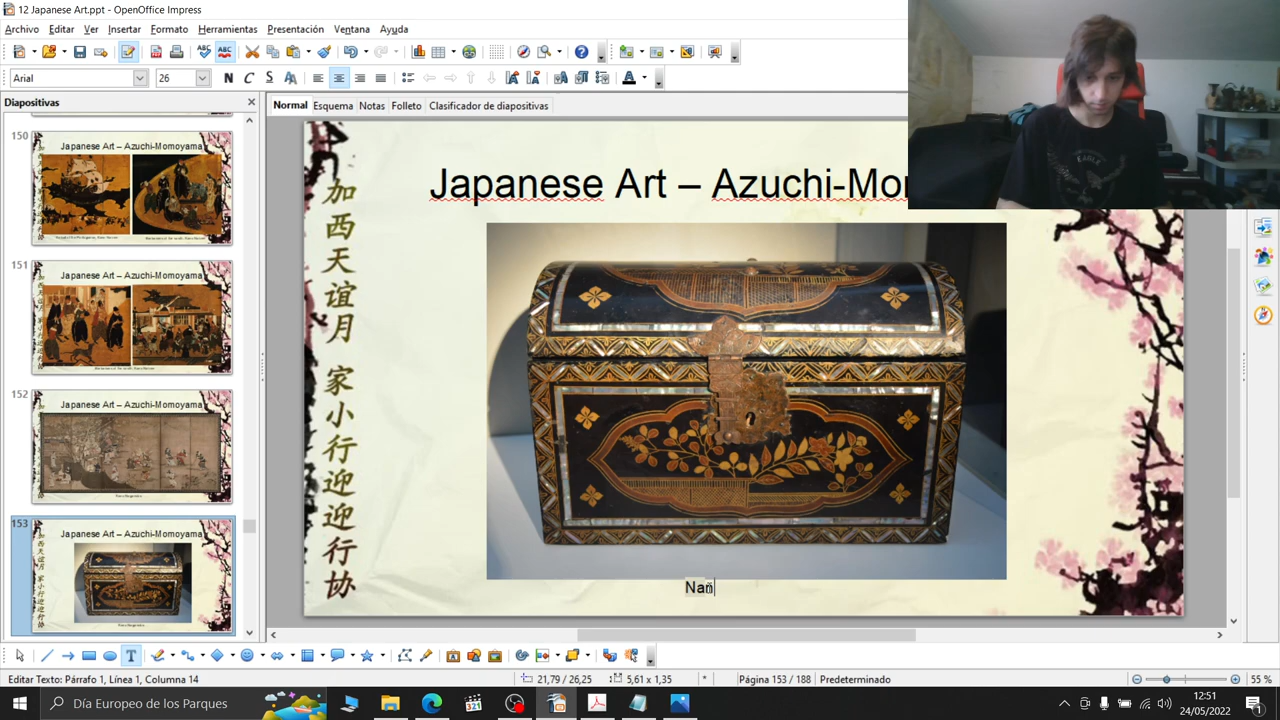 12 Japanese Art.ppt - OpenOffice Impress
Archivo Editar Ver Insertar Formato Herramientas Presentación Ventana Ayuda
Arial 26
Diapositivas
Normal Esquema Notas Folleto Clasificador de diapositivas
150
Japanese Art – Azuchi-Momoyama
151
Japanese Art – Azuchi-Momoyama
152
Japanese Art – Azuchi-Momoyama
153
Japanese Art – Azuchi-Momoyama
Japanese Art – Azuchi-Mo
加
西
天
谊
月
家
小
行
迎
迎
行
协
Nan
Editar Texto: Párrafo 1, Línea 1, Columna 14
21,79 / 26,25
5,61 x 1,35
*
Página 153 / 188
Predeterminado
55 %
Día Europeo de los Parques
321
12:51
24/05/2022
1